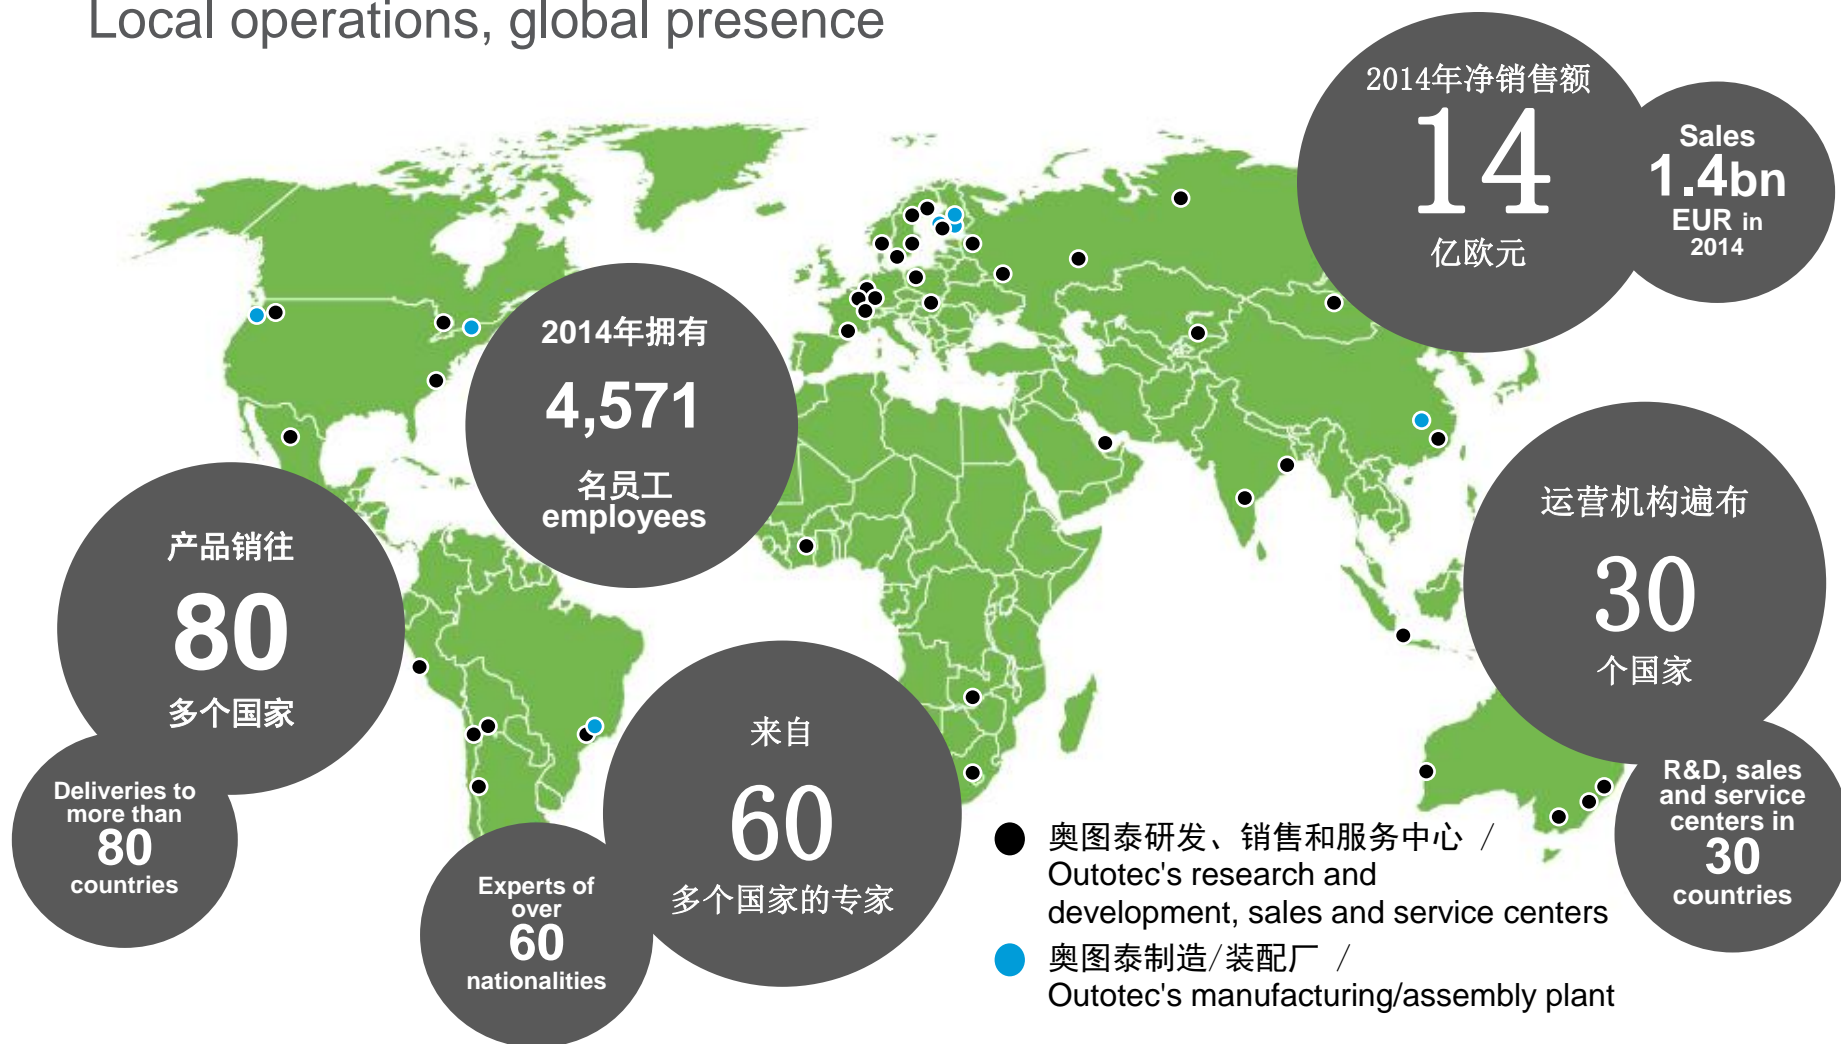 Local operations, global presence
2014年净销售额
14
亿欧元
Sales
1.4bn
EUR in
2014
2014年拥有
4,571
名员工
employees
产品销往
80
多个国家
Deliveries to
more than
80
countries
来自
60
多个国家的专家
Experts of
over
60
nationalities
运营机构遍布
30
个国家
R&D, sales
and service
centers in
30
countries
奥图泰研发、销售和服务中心 /
Outotec's research and
development, sales and service centers
奥图泰制造/装配厂 /
Outotec's manufacturing/assembly plant